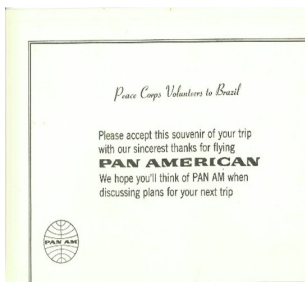 Peace Corps Volunteers to Brazil
Please accept this souvenir of your trip
with our sincerest thanks for flying
PAN AMERICAN
We hope you'll think of PAN AM when
discussing plans for your next trip
PAN AM